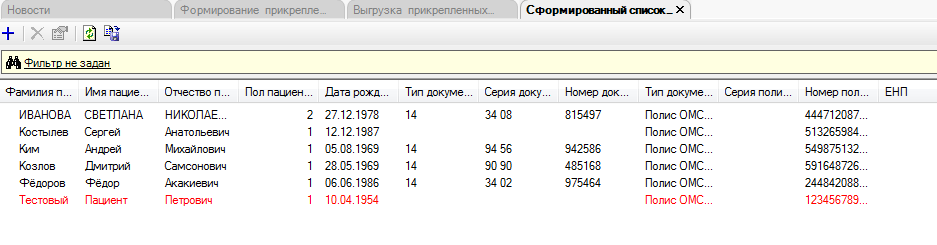 Новости Формирование прикрепле... Выгрузка прикрепленных... Сформированный список...
Фильтр не задан
Фамилия п... Имя пацие... Отчество п... Пол пациен... Дата рожд... Тип докуме... Серия доку... Номер док... Тип докуме... Серия поли... Номер пол... ЕНП
ИВАНОВА СВЕТЛАНА НИКОЛАЕ... 2 27.12.1978 14 34 08 815497 Полис ОМС... 444712087...
Костылев Сергей Анатольевич 1 12.12.1987 Полис ОМС... 513265984...
Ким Андрей Михайлович 1 05.08.1969 14 94 56 942586 Полис ОМС... 549875132...
Козлов Дмитрий Самсонович 1 28.05.1969 14 90 90 485168 Полис ОМС... 591648726...
Фёдоров Фёдор Акакиевич 1 06.06.1986 14 34 02 975464 Полис ОМС... 244842088...
Тестовый Пациент Петрович 1 10.04.1954 Полис ОМС... 123456789...